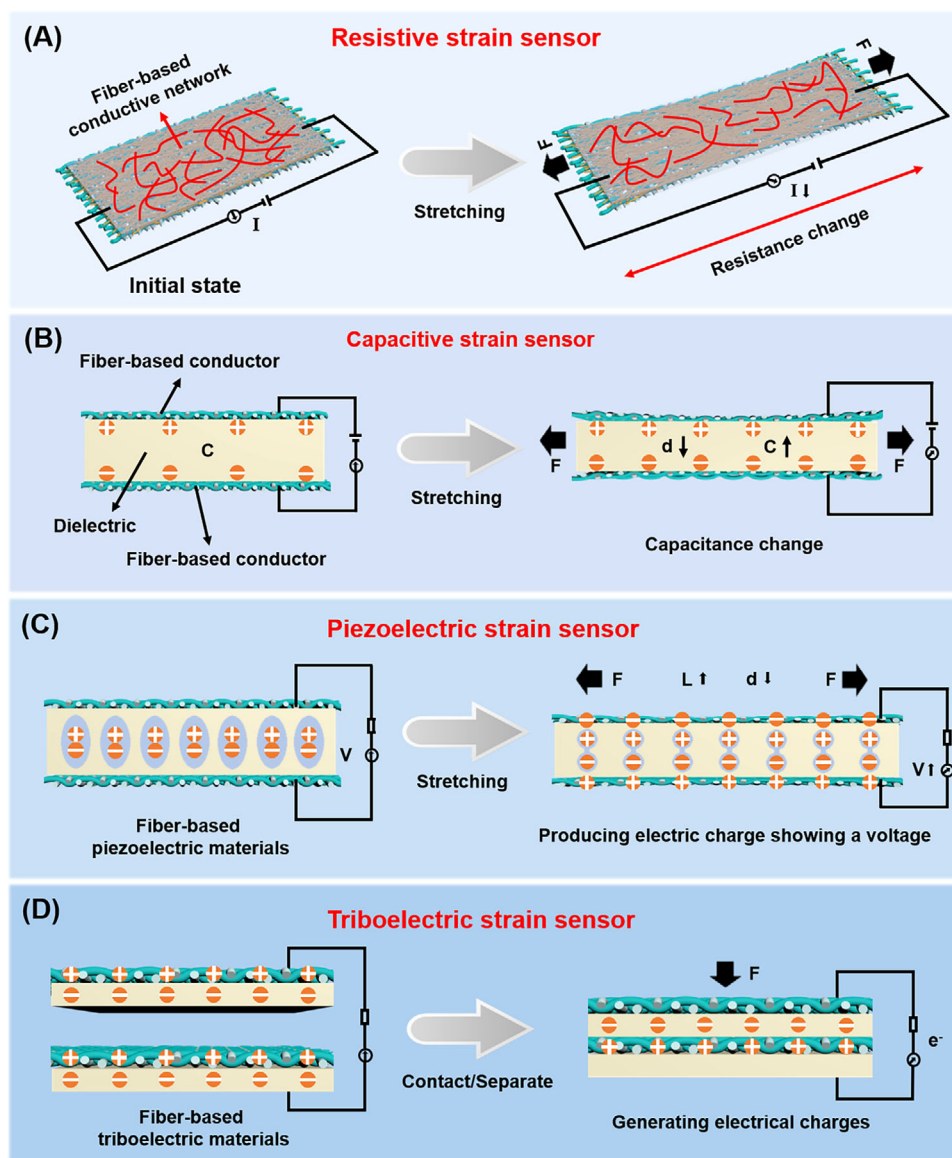 (A)
Resistive strain sensor
Fiber-based
conductive network
F
F
I
I↓
Stretching
Resistance change
Initial state
(B)
Capacitive strain sensor
Fiber-based conductor
C
d↓
C↑
F
F
Stretching
Dielectric
Fiber-based conductor
Capacitance change
(C)
Piezoelectric strain sensor
F
L↑
d↓
F
V
V↑
Stretching
Fiber-based
piezoelectric materials
Producing electric charge showing a voltage
(D)
Triboelectric strain sensor
F
e⁻
Contact/Separate
Fiber-based
triboelectric materials
Generating electrical charges